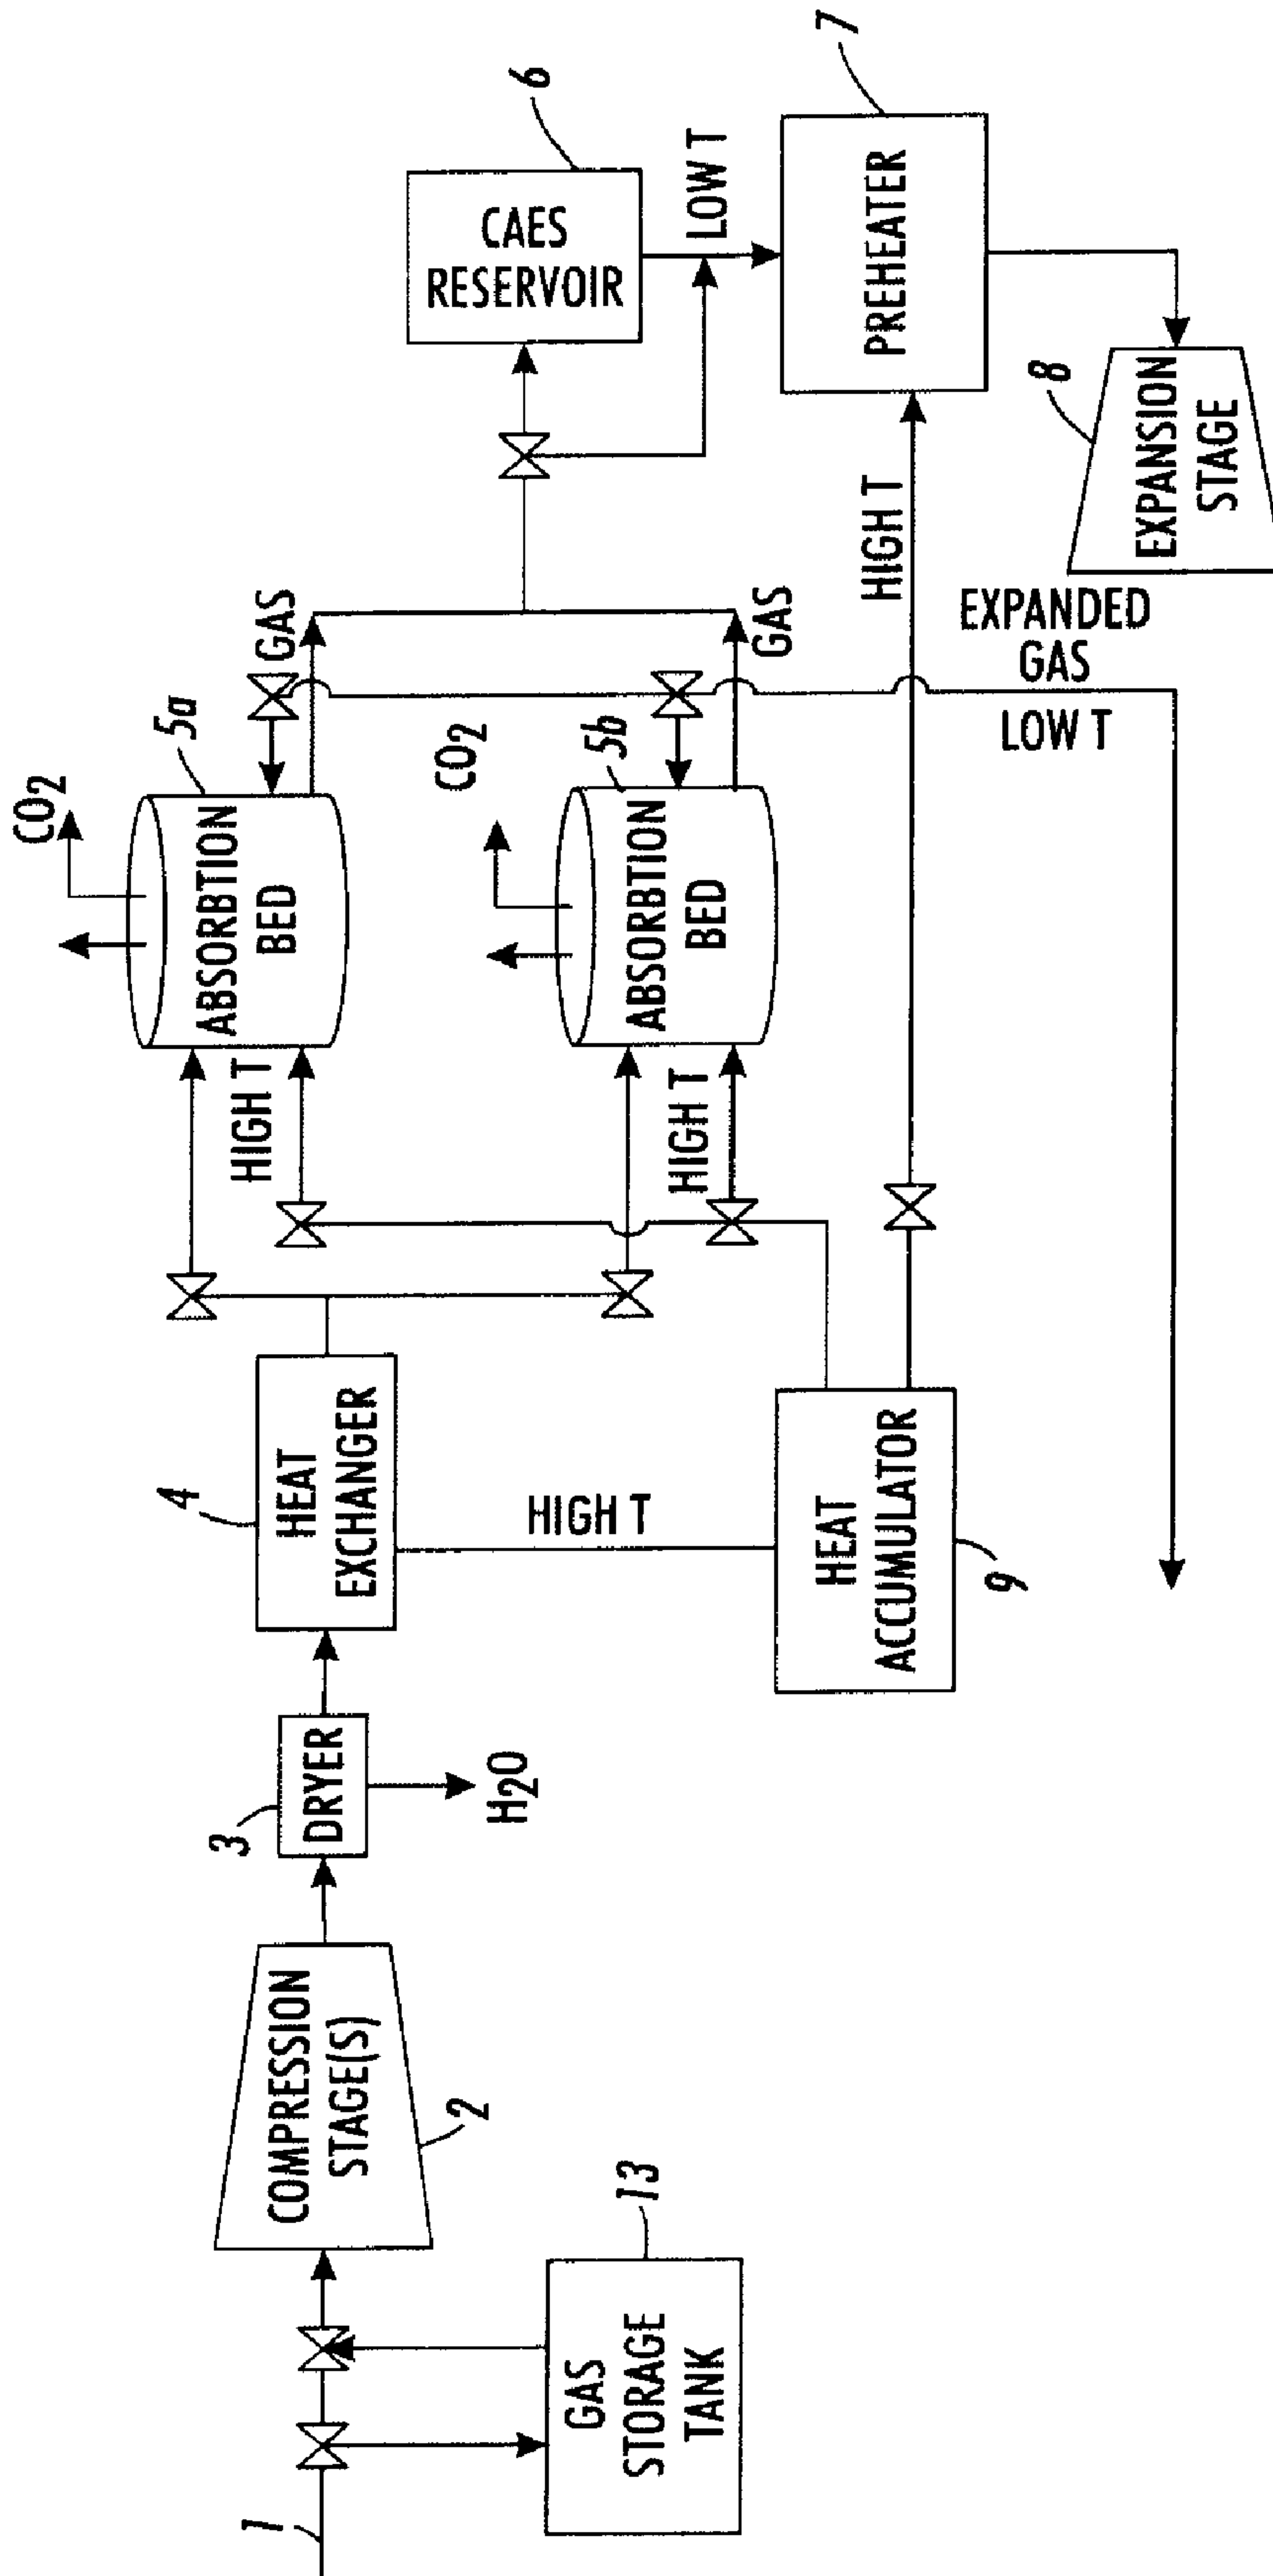 1
GAS
STORAGE
TANK
13
COMPRESSION
STAGE(S)
2
DRYER
3
H2O
HEAT
EXCHANGER
4
HIGH T
HEAT
ACCUMULATOR
9
HIGH T
HIGH T
ABSORBTION
BED
5a
CO2
ABSORBTION
BED
5b
CO2
GAS
GAS
CAES
RESERVOIR
6
LOW T
PREHEATER
7
HIGH T
EXPANSION
STAGE
8
EXPANDED
GAS
LOW T